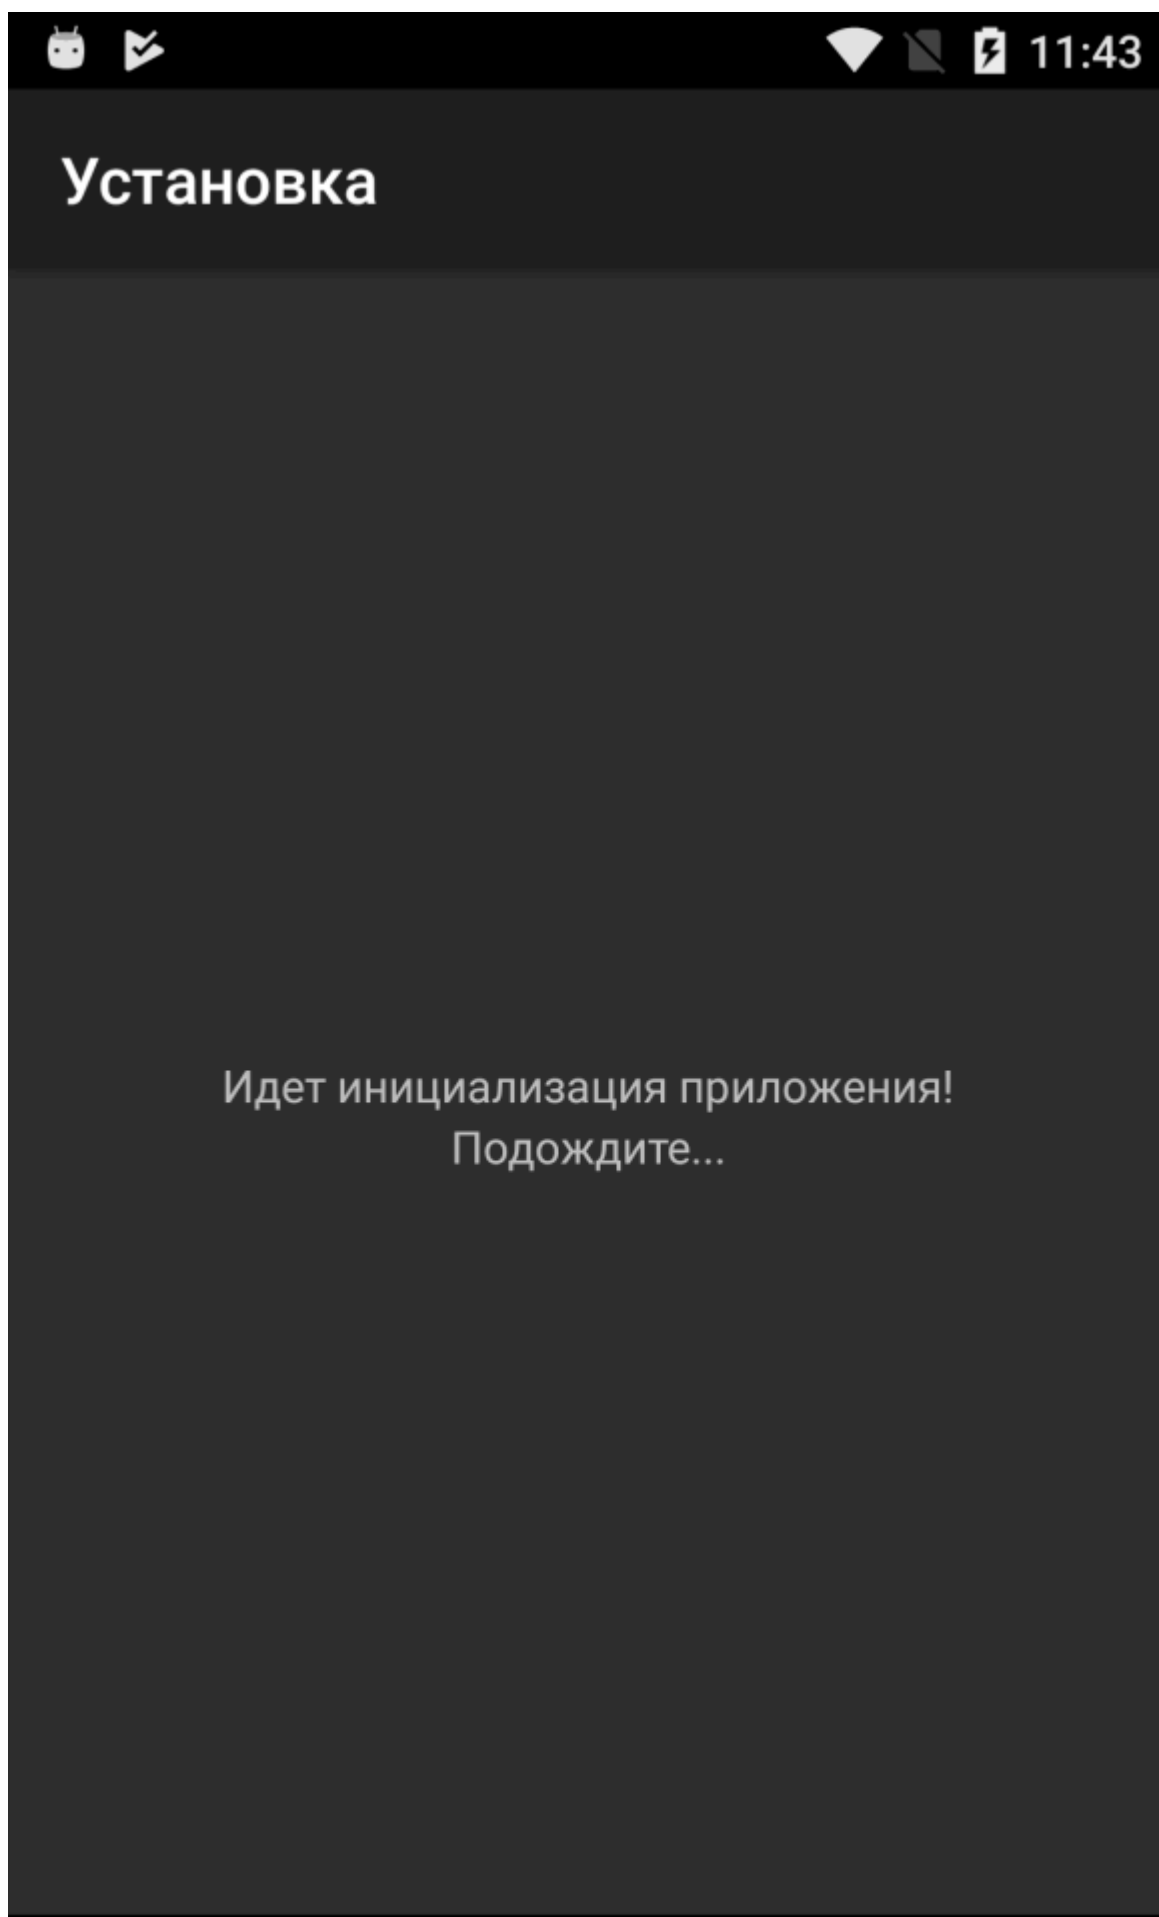 11:43
Установка
Идет инициализация приложения!
Подождите...